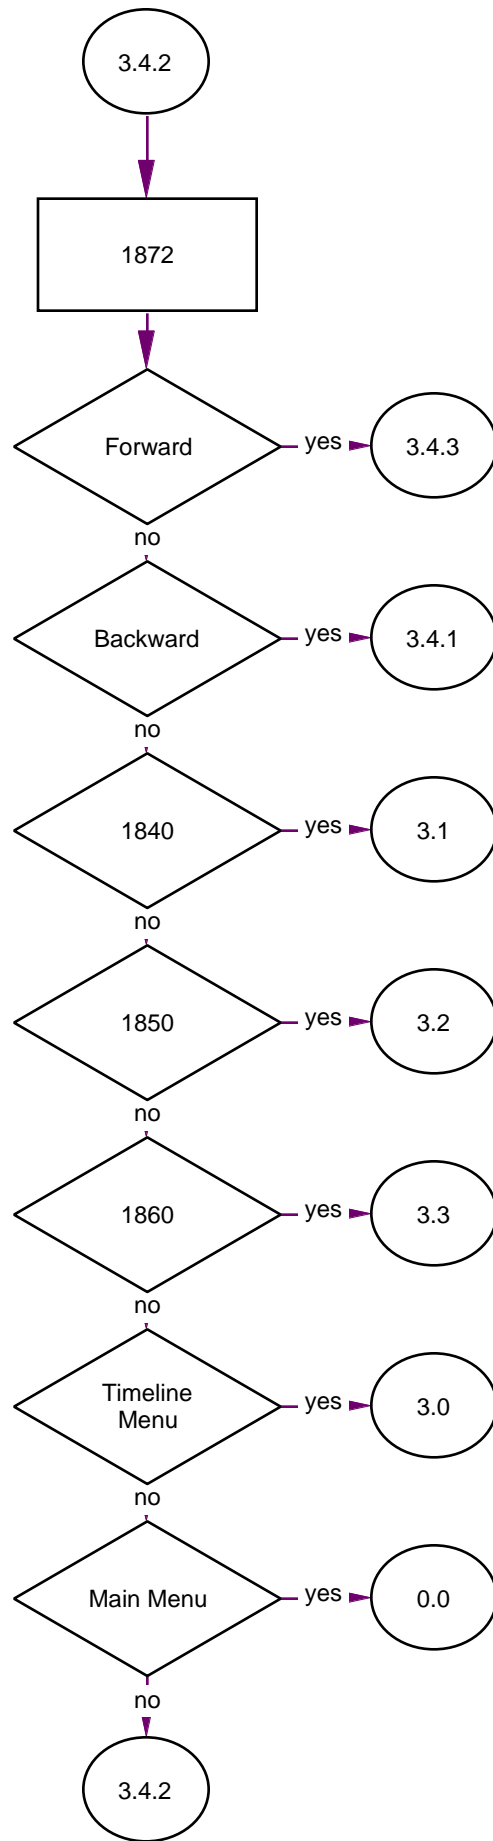 3.4.2
1872
Forward
yes
3.4.3
no
Backward
yes
3.4.1
no
1840
yes
3.1
no
1850
yes
3.2
no
1860
yes
3.3
no
Timeline
Menu
yes
3.0
no
Main Menu
yes
0.0
no
3.4.2